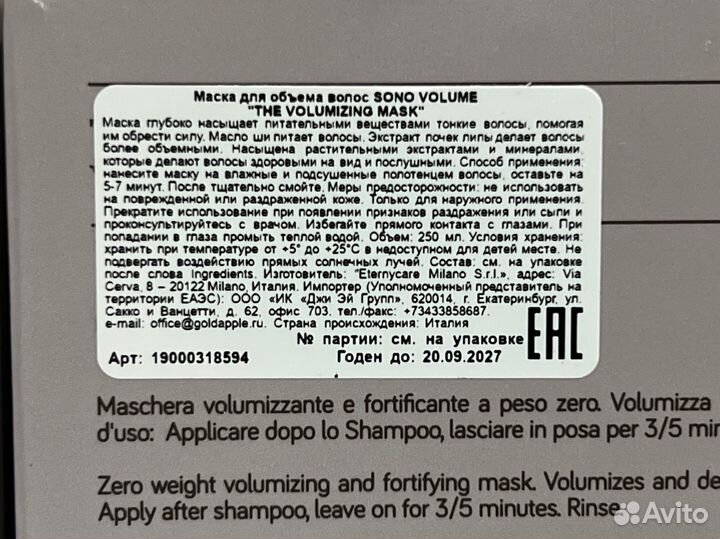 Маска для объема волос SONO VOLUME
"THE VOLUMIZING MASK"
Маска глубоко насыщает питательными веществами тонкие волосы, помогая
им обрести силу. Масло ши питает волосы. Экстракт почек липы делает волосы
более объемными. Насыщена растительными экстрактами и минералами,
которые делают волосы здоровыми на вид и послушными. Способ применения:
нанесите маску на влажные и подсушенные полотенцем волосы, оставьте на
5-7 минут. После тщательно смойте. Меры предосторожности: не использовать
на поврежденной или раздраженной коже. Только для наружного применения.
Прекратите использование при появлении признаков раздражения или сыпи и
проконсультируйтесь с врачом. Избегайте прямого контакта с глазами. При
попадании в глаза промыть теплой водой. Объем: 250 мл. Условия хранения:
хранить при температуре от +5° до +25°С в недоступном для детей месте. Не
подвергать воздействию прямых солнечных лучей. Состав: см. на упаковке
после слова Ingredients. Изготовитель: "Eternycare Milano S.r.l.», адрес: Via
Cerva, 8 – 20122 Milano, Италия. Импортер (Уполномоченный представитель на
территории ЕАЭС): ООО «ИК «Джи Эй Групп», 620014, г. Екатеринбург, ул.
Сакко и Ванцетти, д. 62, офис 703. тел./факс: +73433858687.
e-mail: office@goldapple.ru. Страна происхождения: Италия
№ партии: см. на упаковке
Арт: 19000318594 Годен до: 20.09.2027
EAC
Maschera volumizzante e fortificante a peso zero. Volumizza
d'uso: Applicare dopo lo Shampoo, lasciare in posa per 3/5 min
Zero weight volumizing and fortifying mask. Volumizes and de
Apply after shampoo, leave on for 3/5 minutes. Rinse.
Avito